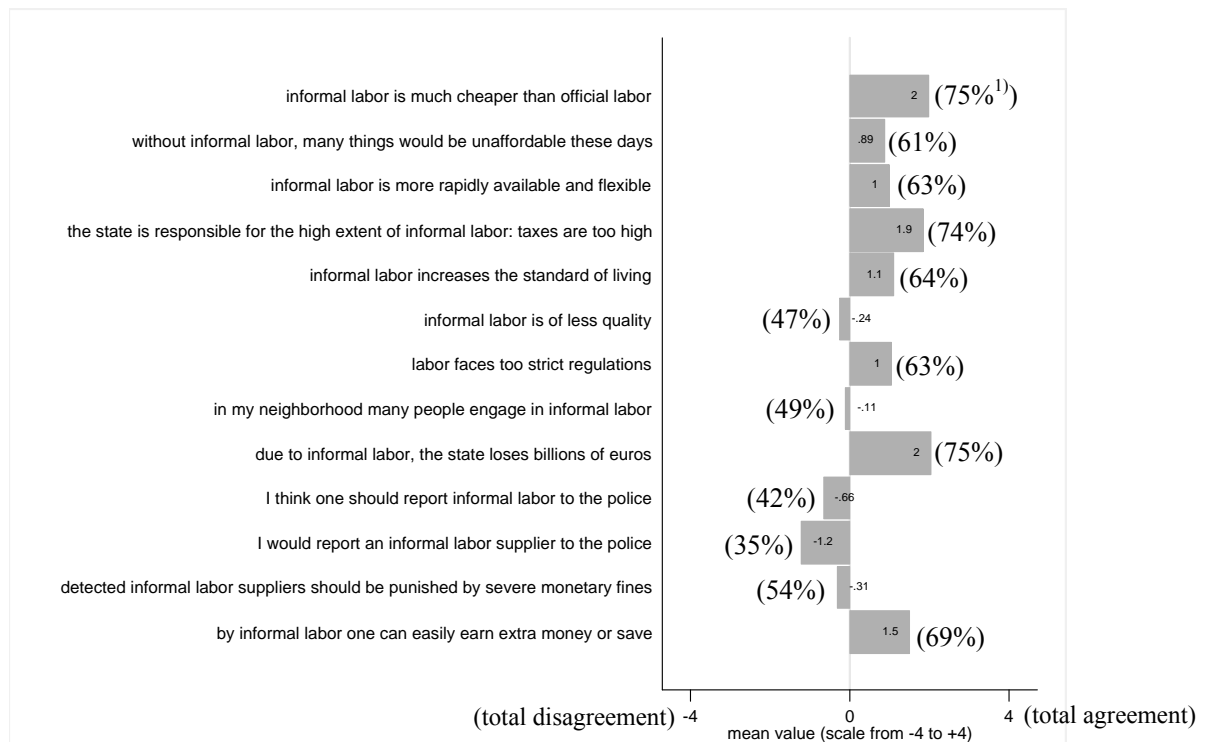 informal labor is much cheaper than official labor 2 (75%¹⁾)
without informal labor, many things would be unaffordable these days .89 (61%)
informal labor is more rapidly available and flexible 1 (63%)
the state is responsible for the high extent of informal labor: taxes are too high 1.9 (74%)
informal labor increases the standard of living 1.1 (64%)
informal labor is of less quality (47%) -.24
labor faces too strict regulations 1 (63%)
in my neighborhood many people engage in informal labor (49%) -.11
due to informal labor, the state loses billions of euros 2 (75%)
I think one should report informal labor to the police (42%) -.66
I would report an informal labor supplier to the police (35%) -1.2
detected informal labor suppliers should be punished by severe monetary fines (54%) -.31
by informal labor one can easily earn extra money or save 1.5 (69%)
(total disagreement) -4 0 4 (total agreement)
mean value (scale from -4 to +4)